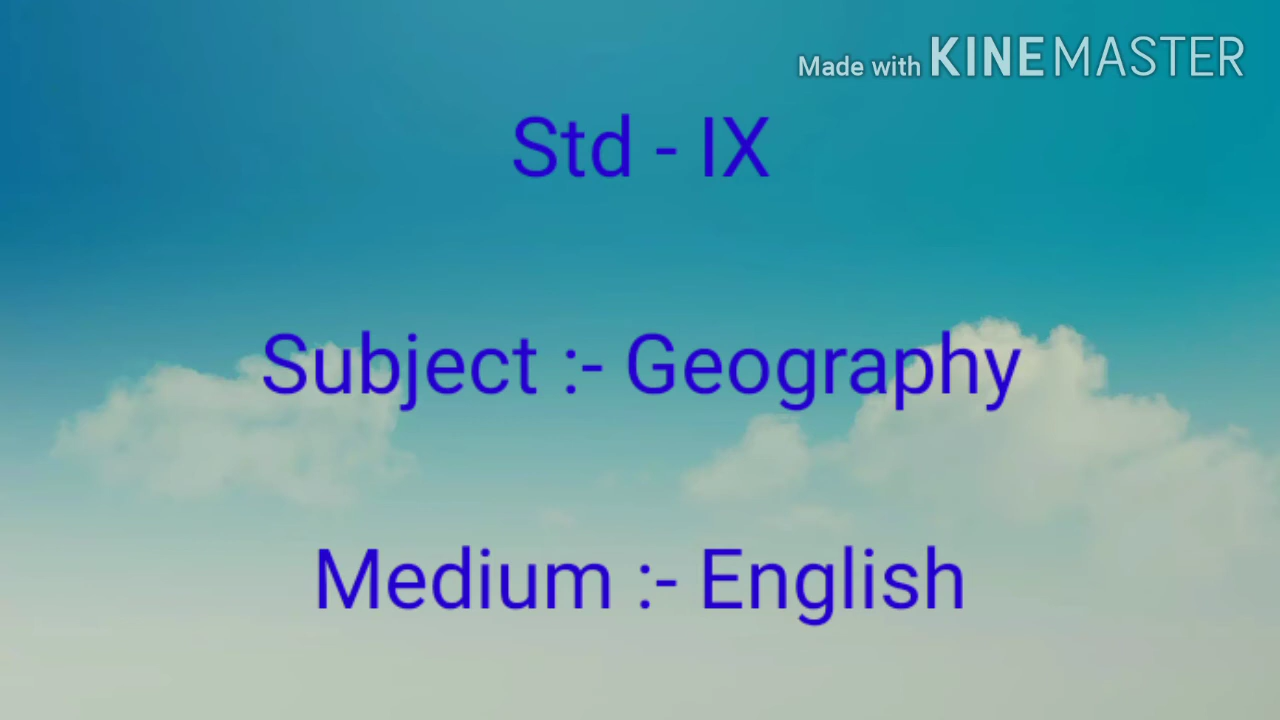 Made with KINEMASTER
Std - IX
Subject :- Geography
Medium :- English